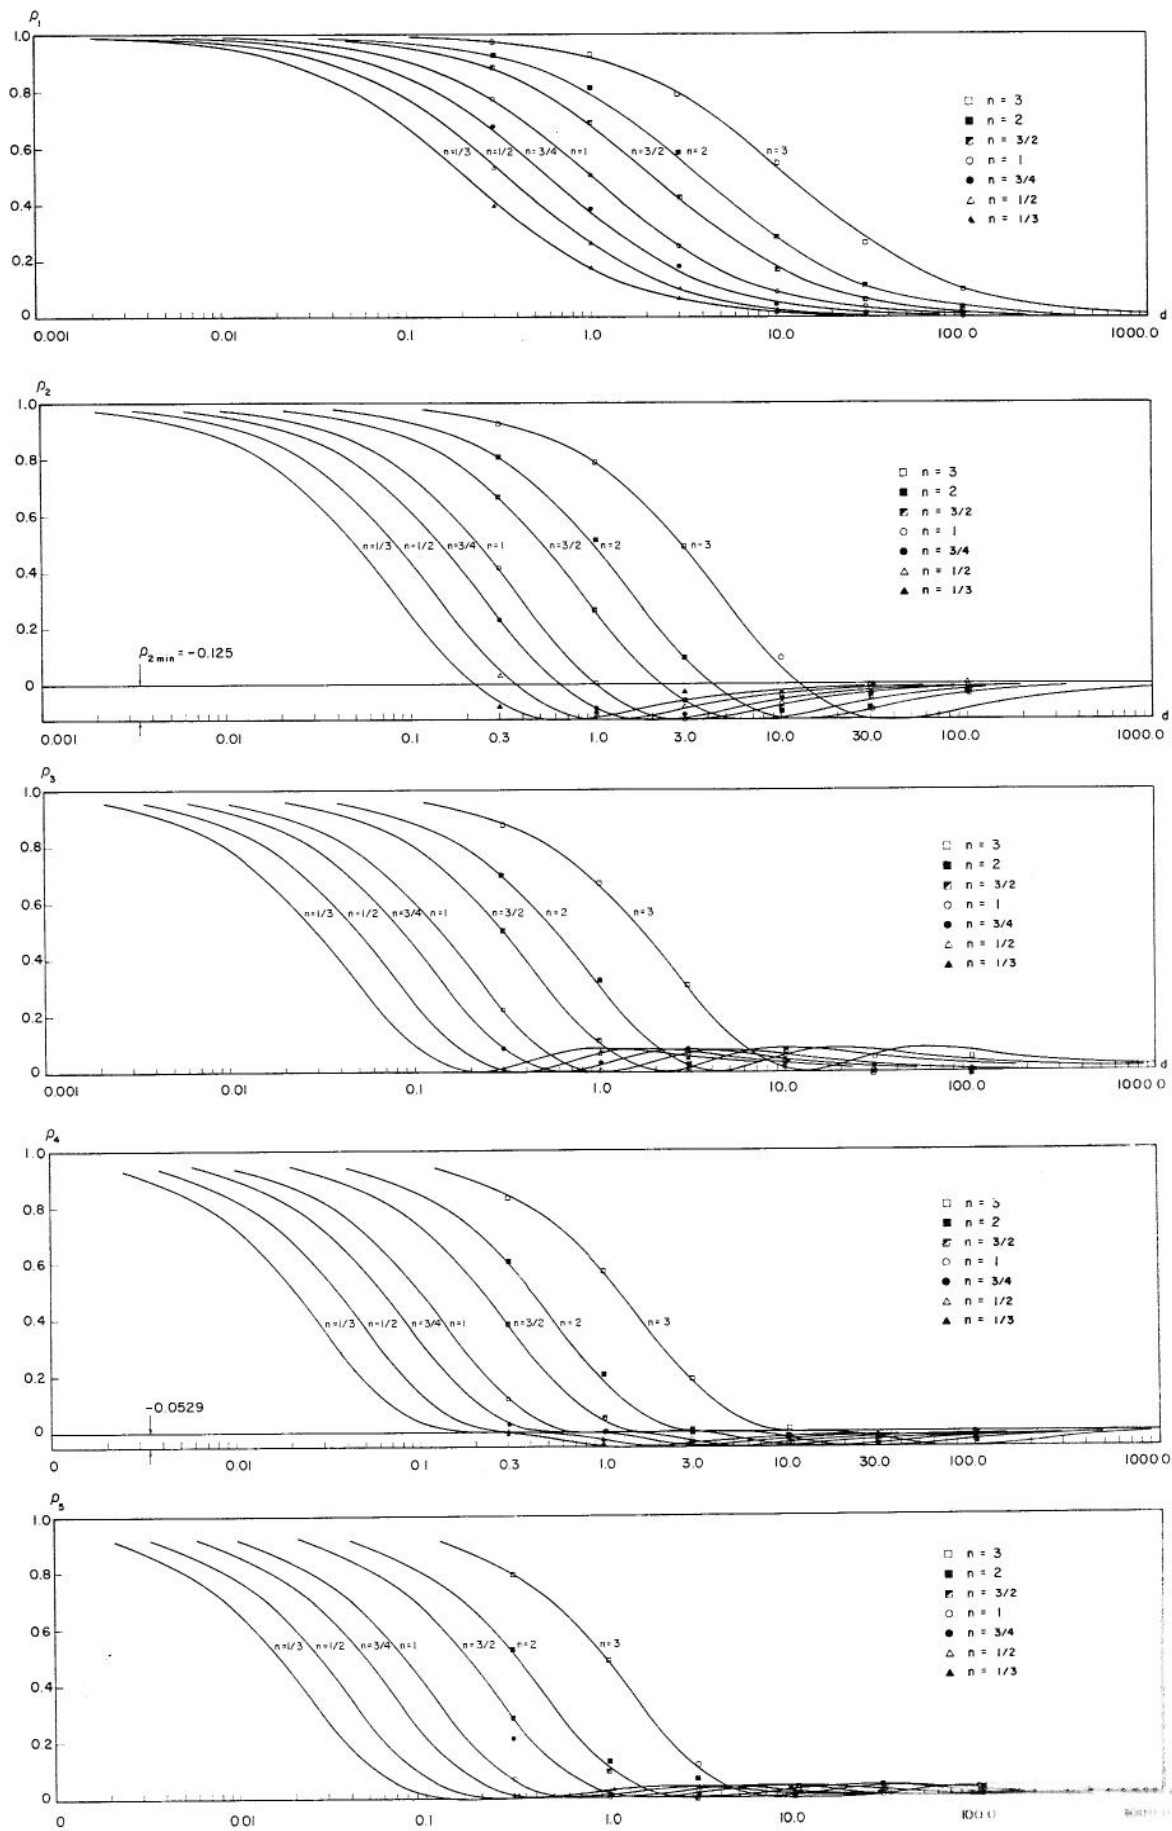 ρ₁
1.0
0.8
0.6
0.4
0.2
0
n=1/3 n=1/2 n=3/4 n=1 n=3/2 n=2 n=3
n = 3
n = 2
n = 3/2
n = 1
n = 3/4
n = 1/2
n = 1/3
d
0.001 0.01 0.1 1.0 10.0 100.0 1000.0
ρ₂
1.0
0.8
0.6
0.4
0.2
0
n=1/3 n=1/2 n=3/4 n=1 n=3/2 n=2 n=3
ρ₂ min = -0.125
n = 3
n = 2
n = 3/2
n = 1
n = 3/4
n = 1/2
n = 1/3
d
0.001 0.01 0.1 0.3 1.0 3.0 10.0 30.0 100.0 1000.0
ρ₃
1.0
0.8
0.6
0.4
0.2
0
n=1/3 n=1/2 n=3/4 n=1 n=3/2 n=2 n=3
n = 3
n = 2
n = 3/2
n = 1
n = 3/4
n = 1/2
n = 1/3
d
0.001 0.01 0.1 1.0 10.0 100.0 1000.0
ρ₄
1.0
0.8
0.6
0.4
0.2
0
n=1/3 n=1/2 n=3/4 n=1 n=3/2 n=2 n=3
-0.0529
n = 3
n = 2
n = 3/2
n = 1
n = 3/4
n = 1/2
n = 1/3
0 0.01 0.1 0.3 1.0 3.0 10.0 30.0 100.0 1000.0
ρ₅
1.0
0.8
0.6
0.4
0.2
0
n=1/3 n=1/2 n=3/4 n=1 n=3/2 n=2 n=3
n = 3
n = 2
n = 3/2
n = 1
n = 3/4
n = 1/2
n = 1/3
0 0.01 0.1 1.0 10.0 100.0